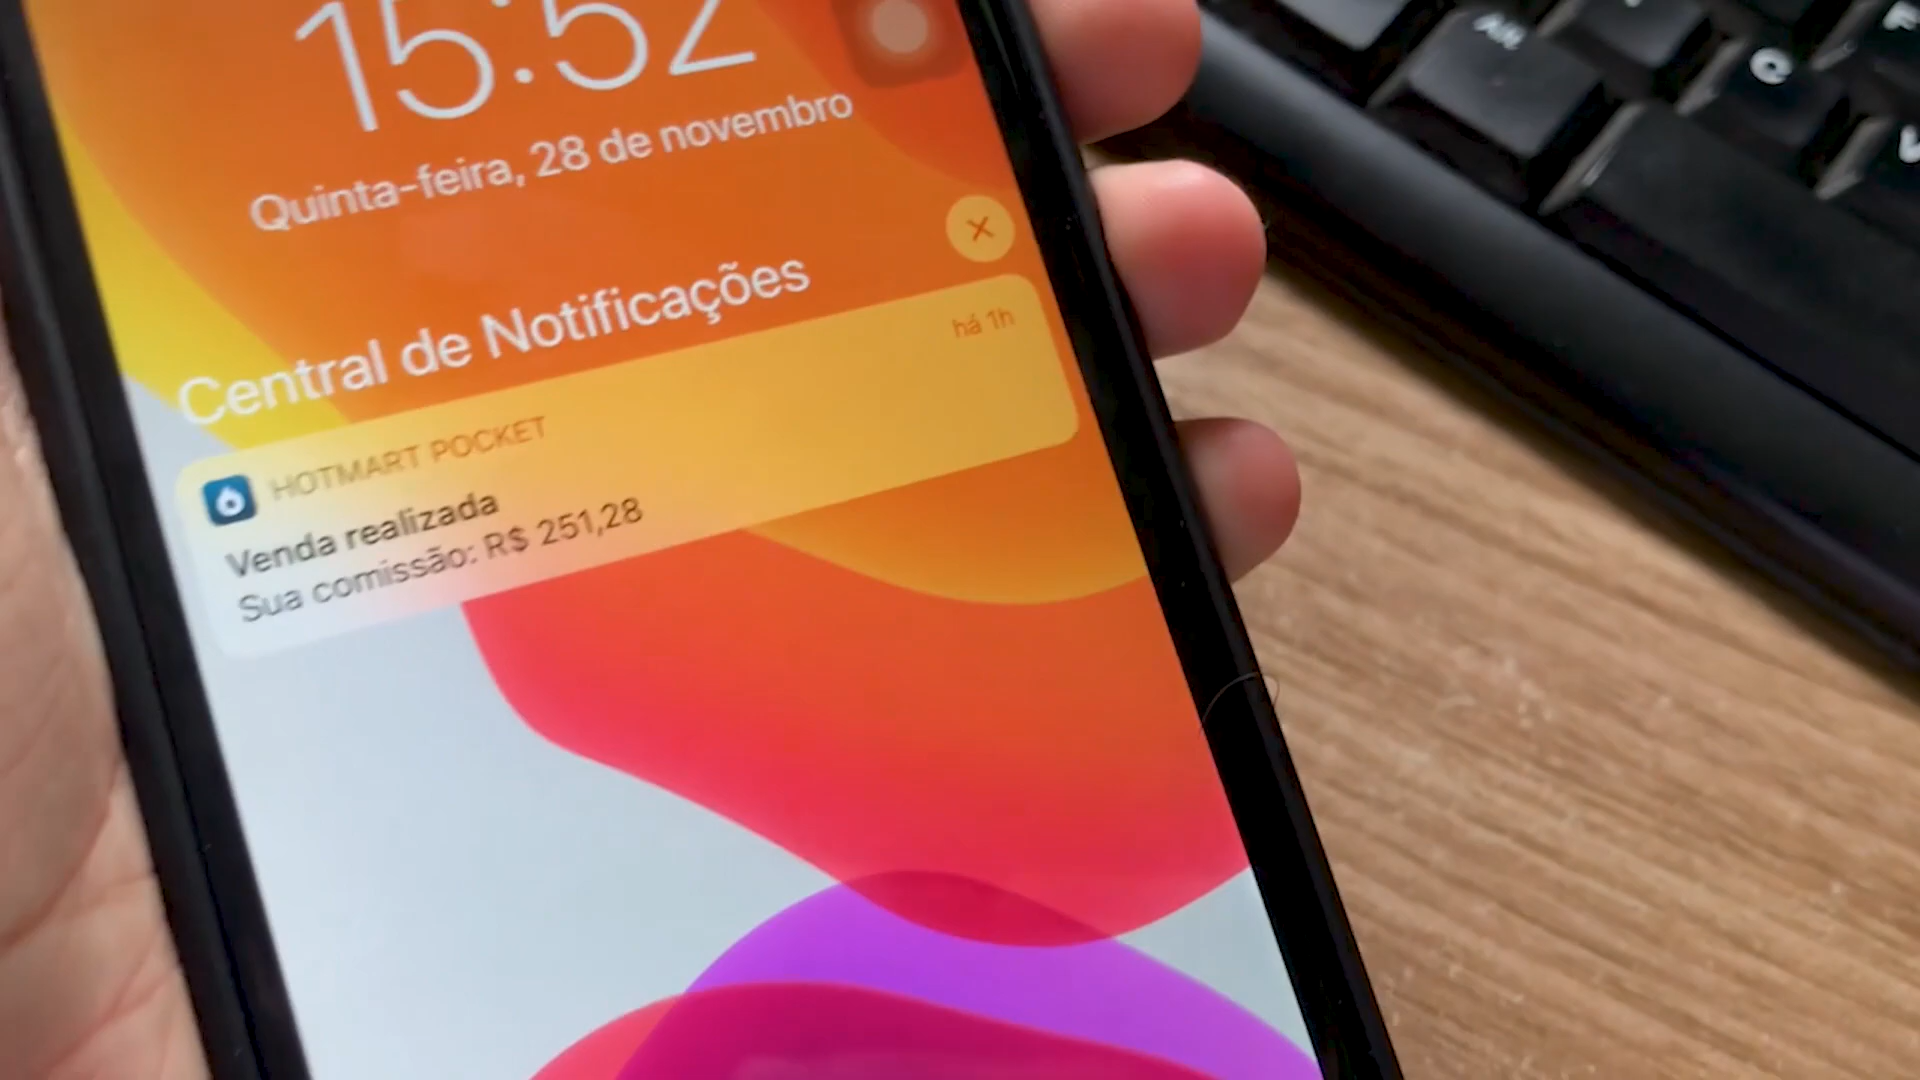 15:52
Quinta-feira, 28 de novembro
Central de Notificações
HOTMART POCKET
há 1h
Venda realizada
Sua comissão: R$ 251,28
Alt
C
F
V